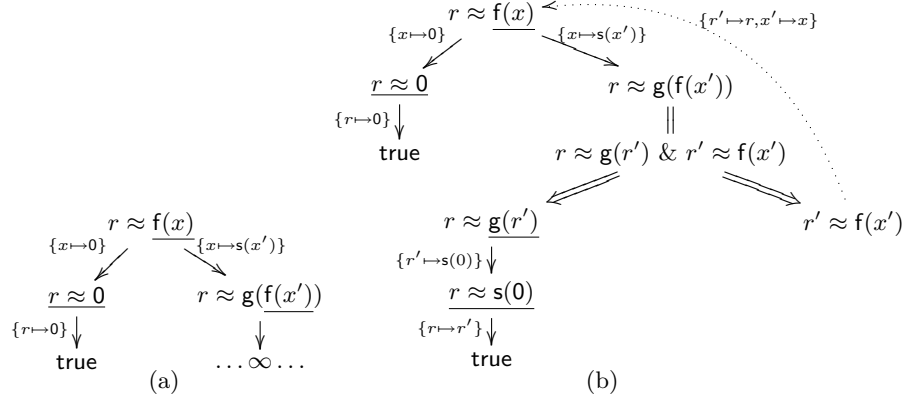 r ≈ f(x)
{r′↦r,x′↦x}
{x↦0} {x↦s(x′)}
r ≈ 0 r ≈ g(f(x′))
{r↦0}
true
r ≈ g(r′) & r′ ≈ f(x′)
r ≈ g(r′) r′ ≈ f(x′)
{r′↦s(0)}
r ≈ s(0)
{r↦r′}
true
(b)
r ≈ f(x)
{x↦0} {x↦s(x′)}
r ≈ 0 r ≈ g(f(x′))
{r↦0}
true ...∞...
(a)